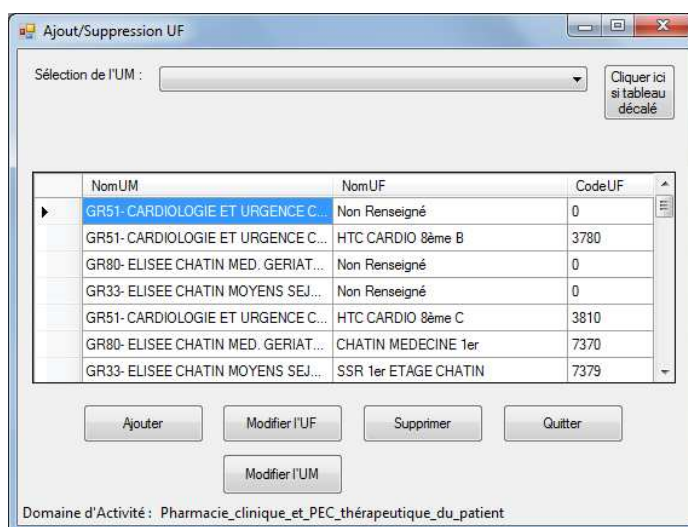 Ajout/Suppression UF
Sélection de l'UM :
Cliquer ici
si tableau
décalé
NomUM NomUF CodeUF
GR51- CARDIOLOGIE ET URGENCE C... Non Renseigné 0
GR51- CARDIOLOGIE ET URGENCE C... HTC CARDIO 8ème B 3780
GR80- ELISEE CHATIN MED. GERIAT... Non Renseigné 0
GR33- ELISEE CHATIN MOYENS SEJ... Non Renseigné 0
GR51- CARDIOLOGIE ET URGENCE C... HTC CARDIO 8ème C 3810
GR80- ELISEE CHATIN MED. GERIAT... CHATIN MEDECINE 1er 7370
GR33- ELISEE CHATIN MOYENS SEJ... SSR 1er ETAGE CHATIN 7379
Ajouter Modifier l'UF Supprimer Quitter
Modifier l'UM
Domaine d'Activité : Pharmacie_clinique_et_PEC_thérapeutique_du_patient